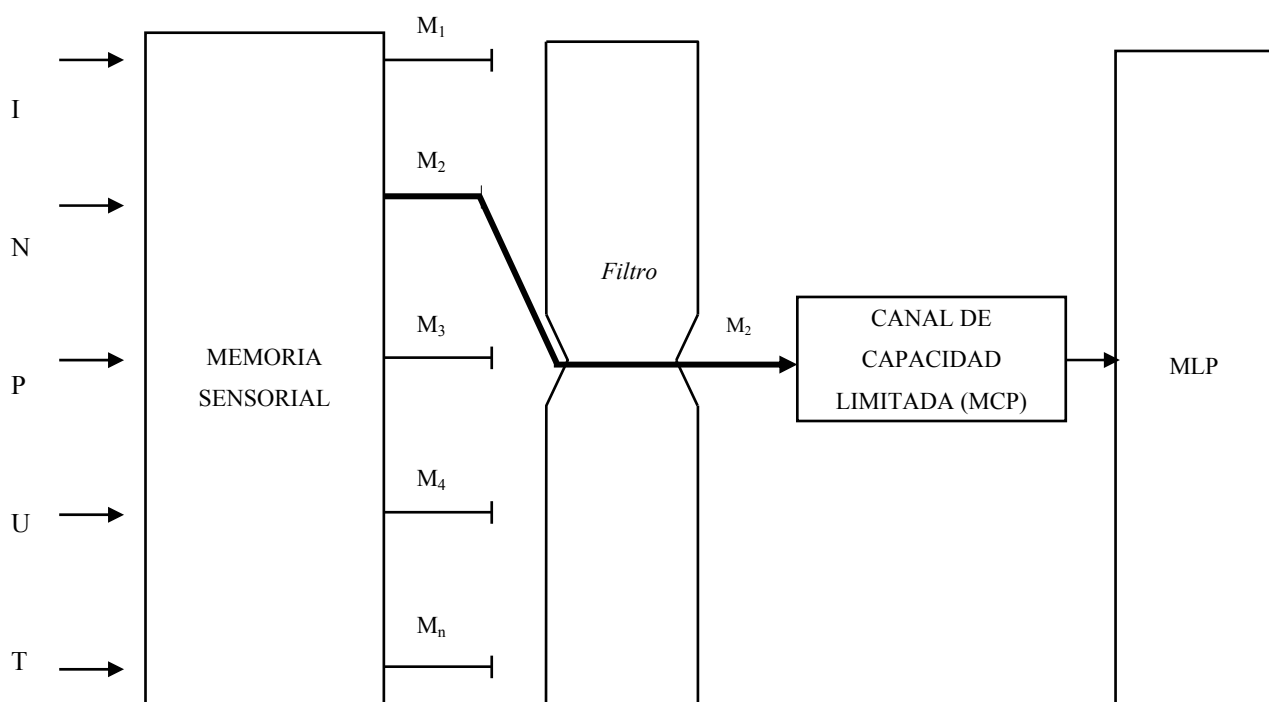 M₁
I
M₂
N
Filtro
M₃
M₂
CANAL DE
CAPACIDAD
LIMITADA (MCP)
MEMORIA
SENSORIAL
MLP
P
M₄
U
Mₙ
T